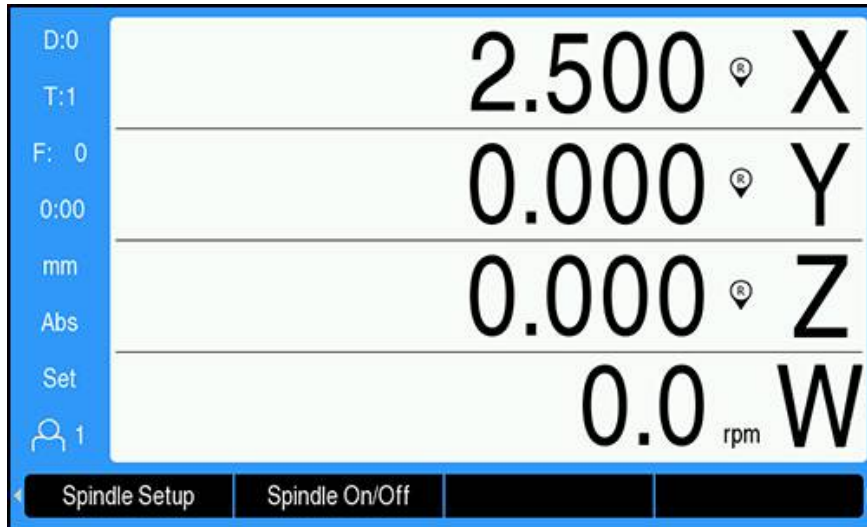 D:0
T:1
F: 0
0:00
mm
Abs
Set
1
2.500 R X
0.000 R Y
0.000 R Z
0.0 rpm W
Spindle Setup
Spindle On/Off